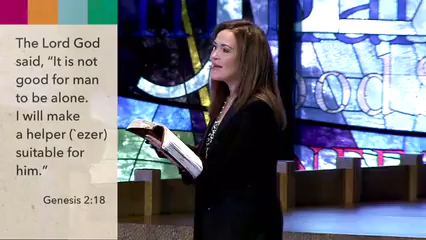 The Lord God
said, “It is not
good for man
to be alone.
I will make
a helper (`ezer)
suitable for
him.”
Genesis 2:18